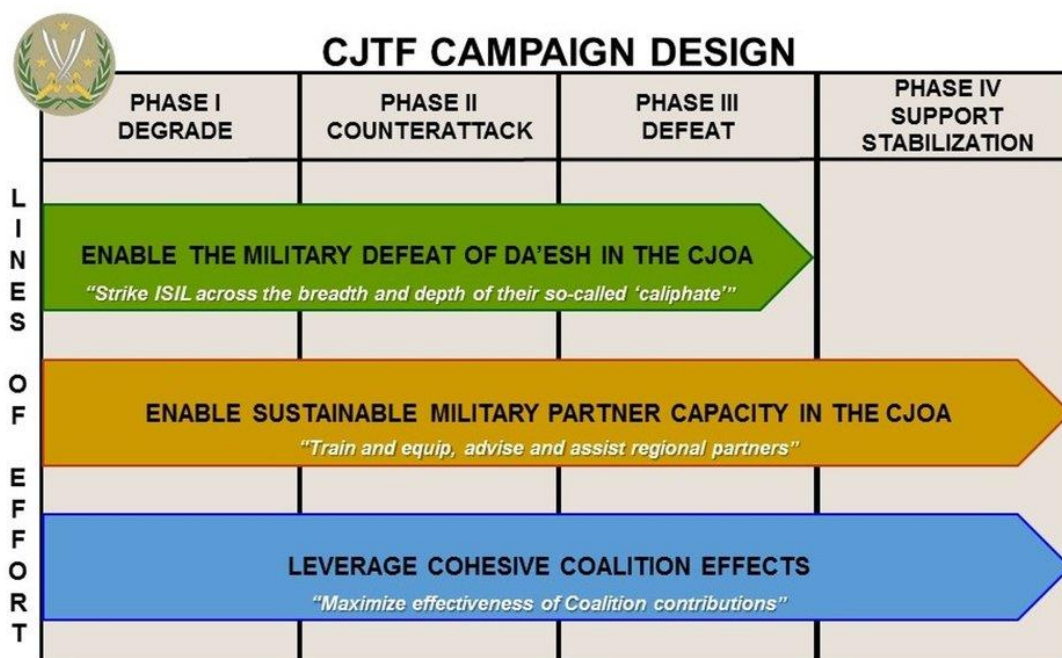 CJTF CAMPAIGN DESIGN
PHASE I
DEGRADE
PHASE II
COUNTERATTACK
PHASE III
DEFEAT
PHASE IV
SUPPORT
STABILIZATION
LINES OF EFFORT
ENABLE THE MILITARY DEFEAT OF DA’ESH IN THE CJOA
“Strike ISIL across the breadth and depth of their so-called ‘caliphate’”
ENABLE SUSTAINABLE MILITARY PARTNER CAPACITY IN THE CJOA
“Train and equip, advise and assist regional partners”
LEVERAGE COHESIVE COALITION EFFECTS
“Maximize effectiveness of Coalition contributions”